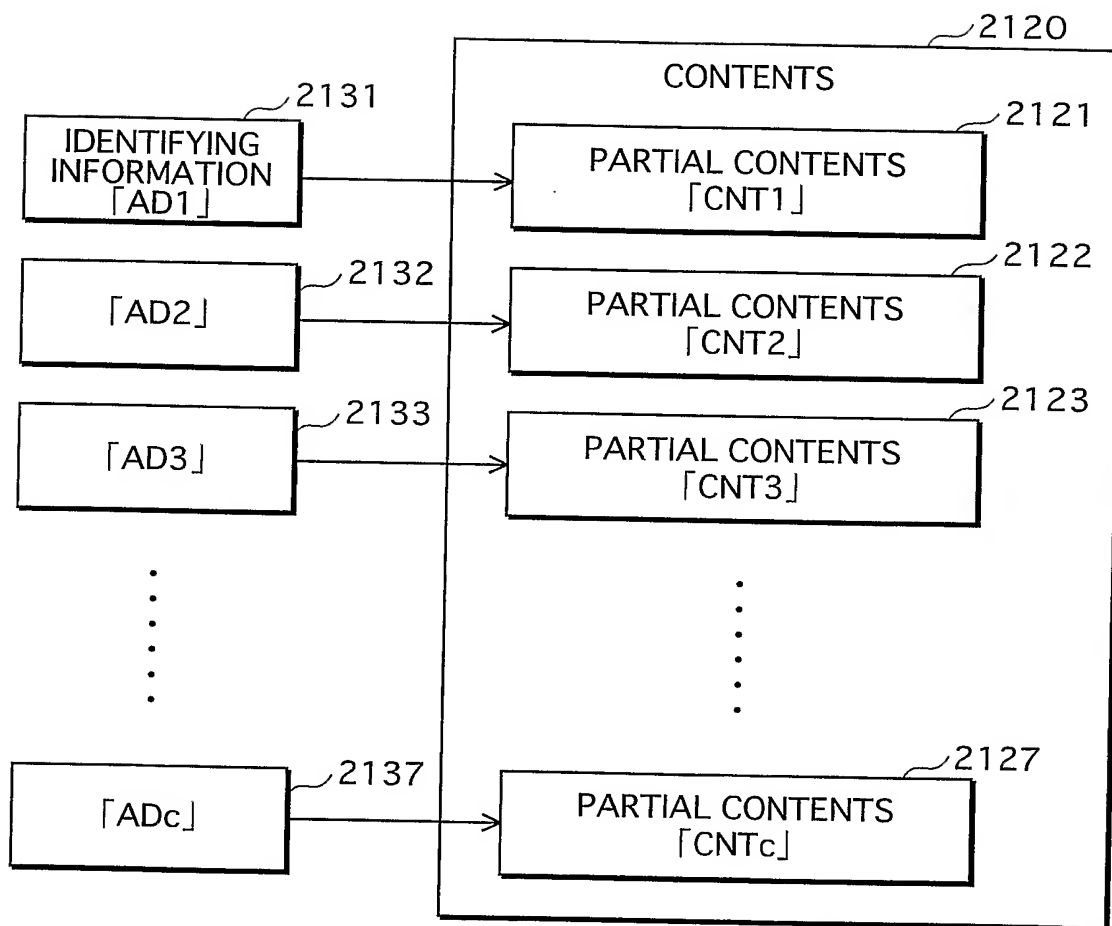 2120
CONTENTS
2131
IDENTIFYING
INFORMATION
「AD1」
2121
PARTIAL CONTENTS
「CNT1」
2132
「AD2」
2122
PARTIAL CONTENTS
「CNT2」
2133
「AD3」
2123
PARTIAL CONTENTS
「CNT3」
2137
「ADc」
2127
PARTIAL CONTENTS
「CNTc」